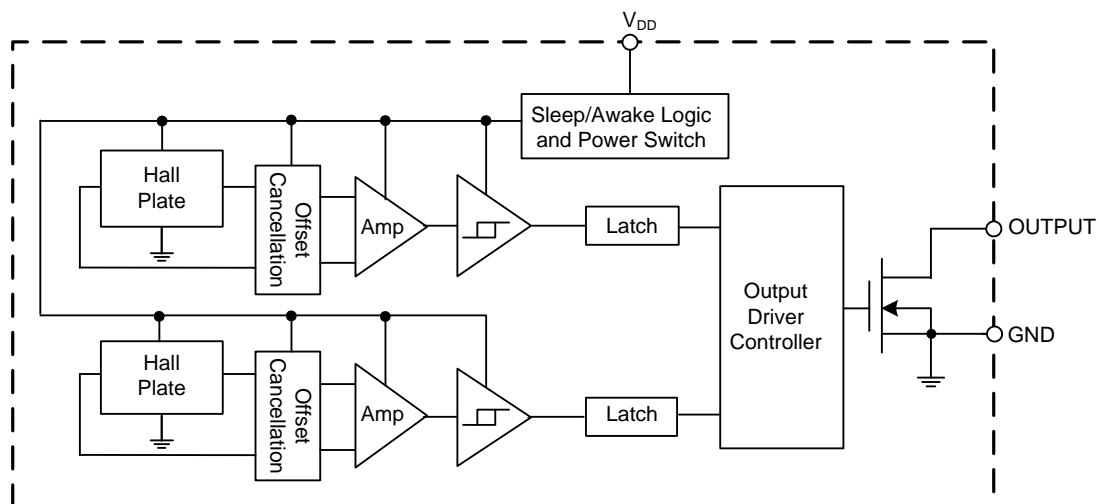 VDD
Sleep/Awake Logic
and Power Switch
Hall
Plate
Offset
Cancellation
Amp
Latch
Output
Driver
Controller
OUTPUT
GND
Hall
Plate
Offset
Cancellation
Amp
Latch